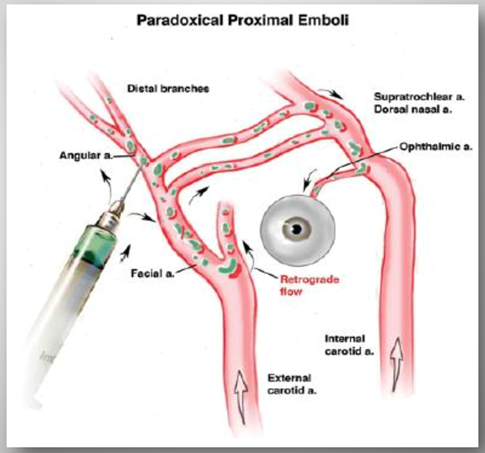 Paradoxical Proximal Emboli
Distal branches
Supratrochlear a.
Dorsal nasal a.
Angular a.
Ophthalmic a.
Facial a.
Retrograde
flow
Internal
carotid a.
External
carotid a.